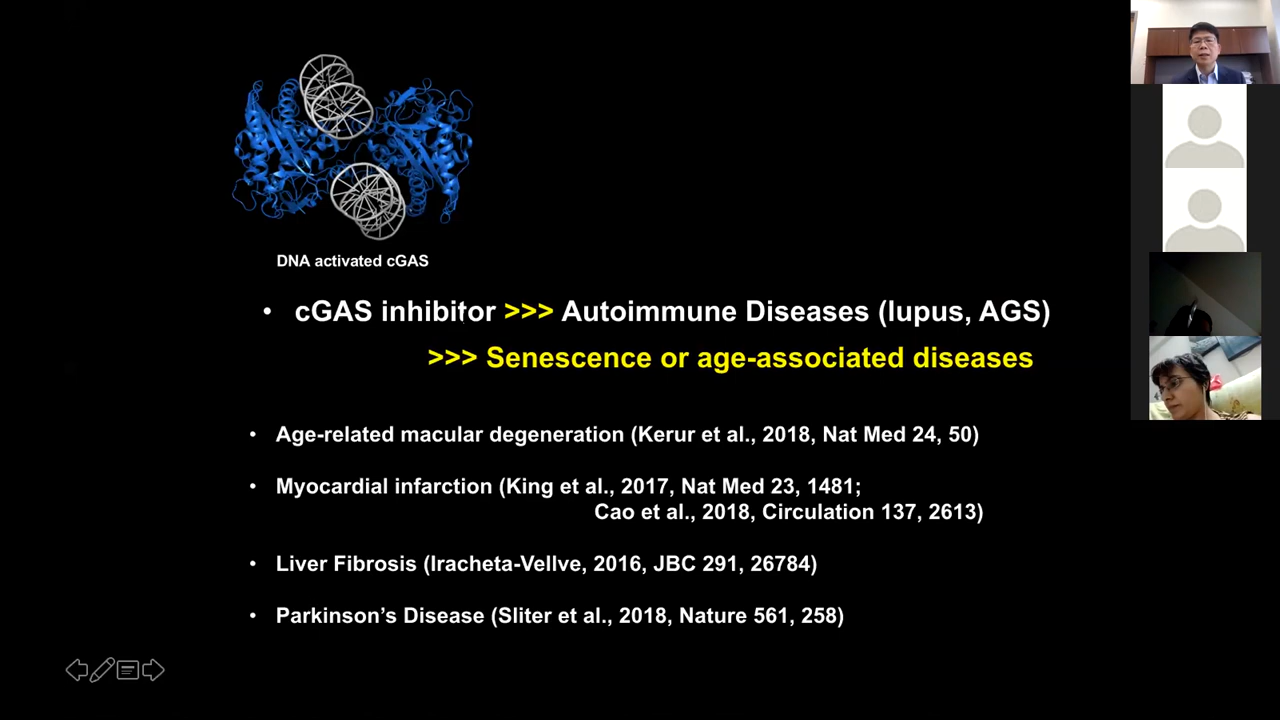 DNA activated cGAS
• cGAS inhibitor >>> Autoimmune Diseases (lupus, AGS)
>>> Senescence or age-associated diseases
• Age-related macular degeneration (Kerur et al., 2018, Nat Med 24, 50)
• Myocardial infarction (King et al., 2017, Nat Med 23, 1481;
Cao et al., 2018, Circulation 137, 2613)
• Liver Fibrosis (Iracheta-Vellve, 2016, JBC 291, 26784)
• Parkinson’s Disease (Sliter et al., 2018, Nature 561, 258)